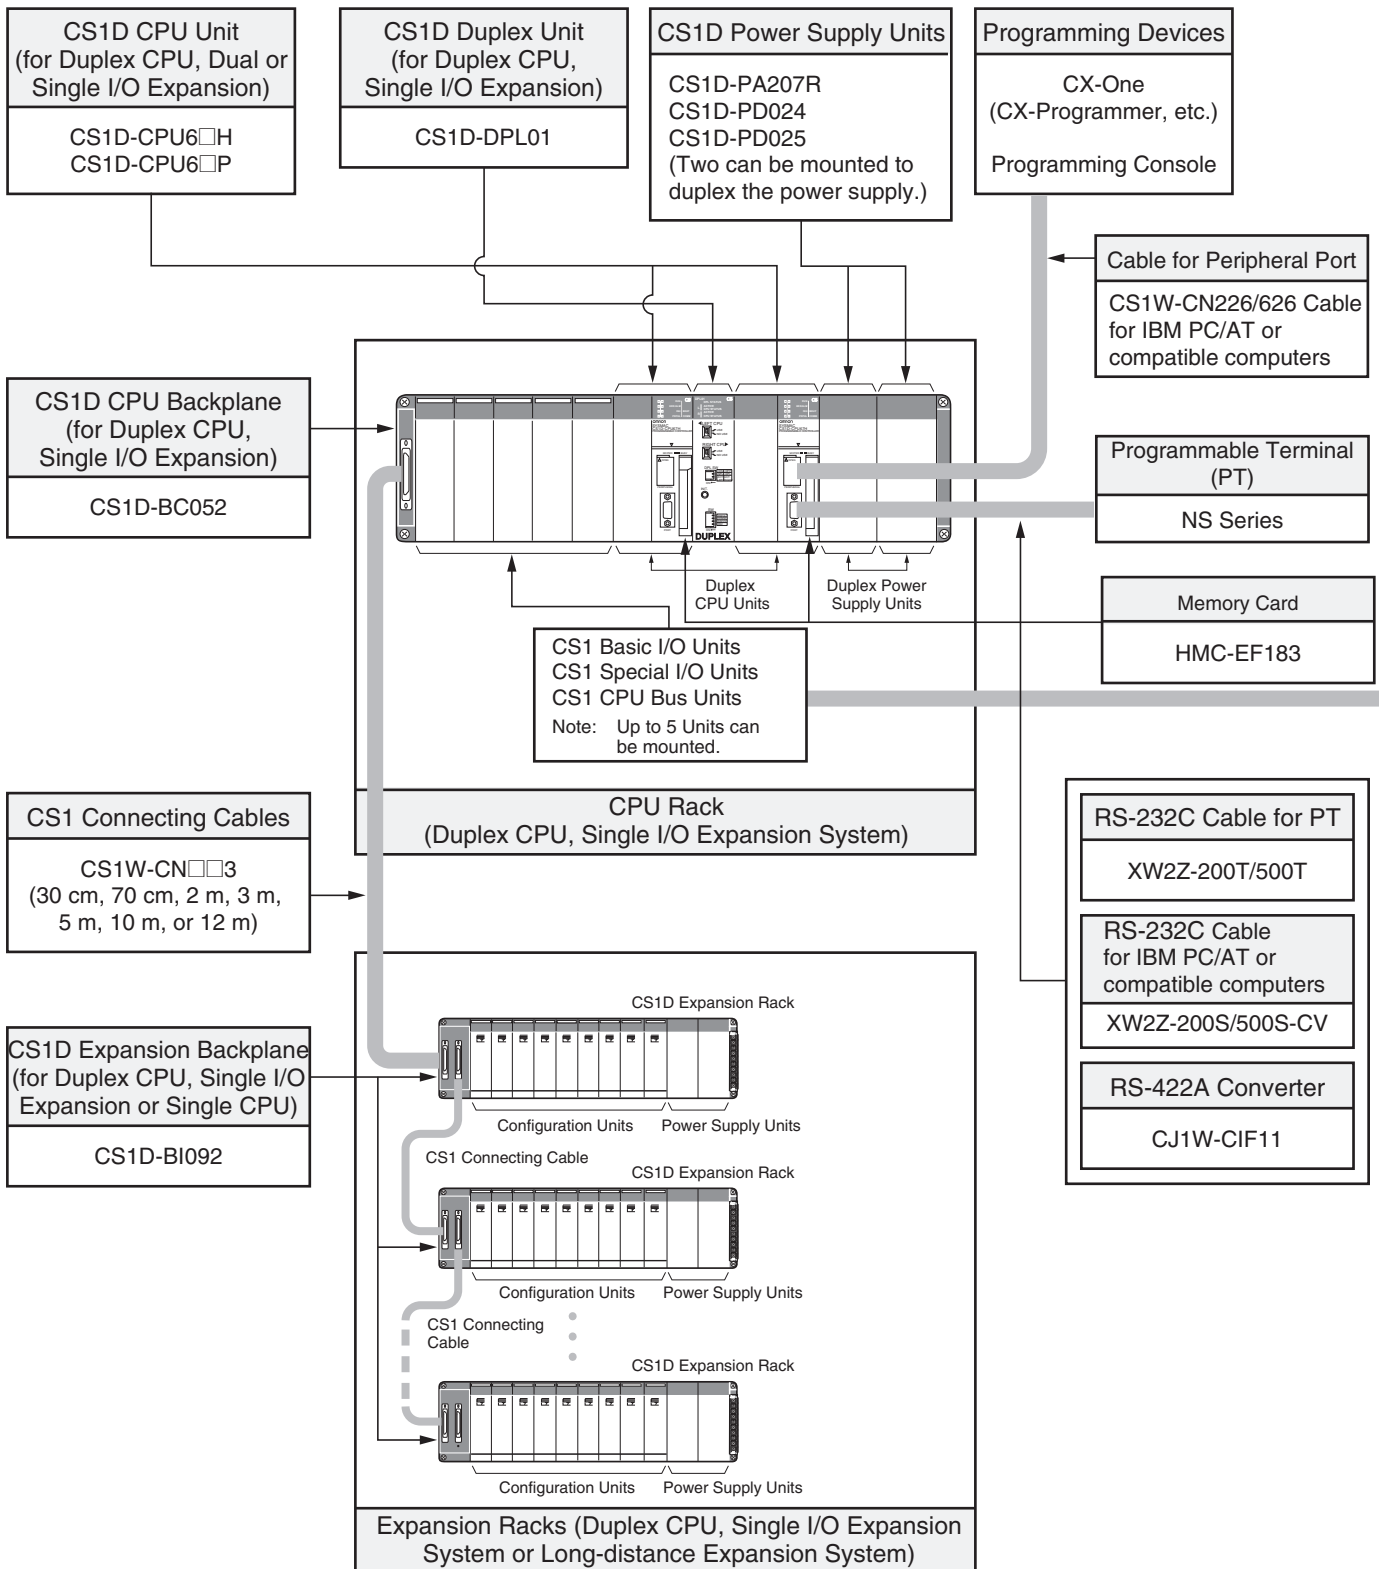 CS1D CPU Unit
(for Duplex CPU, Dual or
Single I/O Expansion)
CS1D-CPU6□H
CS1D-CPU6□P
CS1D Duplex Unit
(for Duplex CPU,
Single I/O Expansion)
CS1D-DPL01
CS1D Power Supply Units
CS1D-PA207R
CS1D-PD024
CS1D-PD025
(Two can be mounted to
duplex the power supply.)
Programming Devices
CX-One
(CX-Programmer, etc.)
Programming Console
Cable for Peripheral Port
CS1W-CN226/626 Cable
for IBM PC/AT or
compatible computers
CS1D CPU Backplane
(for Duplex CPU,
Single I/O Expansion)
CS1D-BC052
LEFT CPU
RIGHT CPU
DUPLEX
Programmable Terminal
(PT)
NS Series
Duplex
CPU Units
Duplex Power
Supply Units
Memory Card
HMC-EF183
CS1 Basic I/O Units
CS1 Special I/O Units
CS1 CPU Bus Units
Note: Up to 5 Units can
be mounted.
CPU Rack
(Duplex CPU, Single I/O Expansion System)
CS1 Connecting Cables
CS1W-CN□□3
(30 cm, 70 cm, 2 m, 3 m,
5 m, 10 m, or 12 m)
RS-232C Cable for PT
XW2Z-200T/500T
RS-232C Cable
for IBM PC/AT or
compatible computers
XW2Z-200S/500S-CV
RS-422A Converter
CJ1W-CIF11
CS1D Expansion Backplane
(for Duplex CPU, Single I/O
Expansion or Single CPU)
CS1D-BI092
CS1D Expansion Rack
Configuration Units
Power Supply Units
CS1 Connecting Cable
CS1D Expansion Rack
Configuration Units
Power Supply Units
CS1 Connecting
Cable
CS1D Expansion Rack
Configuration Units
Power Supply Units
Expansion Racks (Duplex CPU, Single I/O Expansion
System or Long-distance Expansion System)